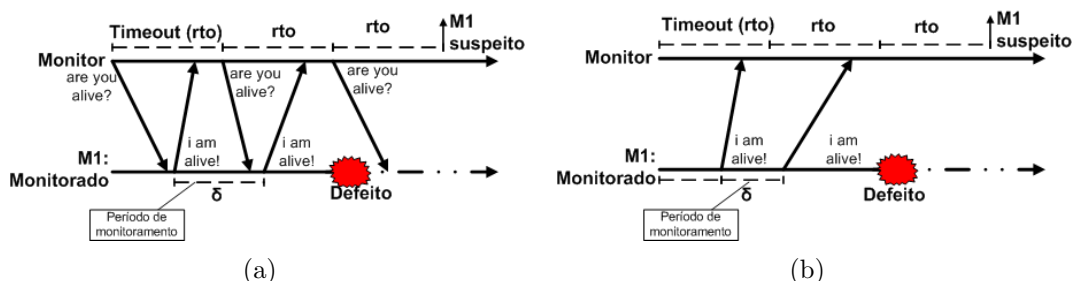 Timeout (rto) rto rto M1 suspeito
Monitor
are you alive? are you alive? are you alive?
i am alive! i am alive!
M1: Monitorado
δ Defeito
Período de monitoramento
(a)
Timeout (rto) rto rto M1 suspeito
Monitor
i am alive! i am alive!
M1: Monitorado
δ Defeito
Período de monitoramento
(b)